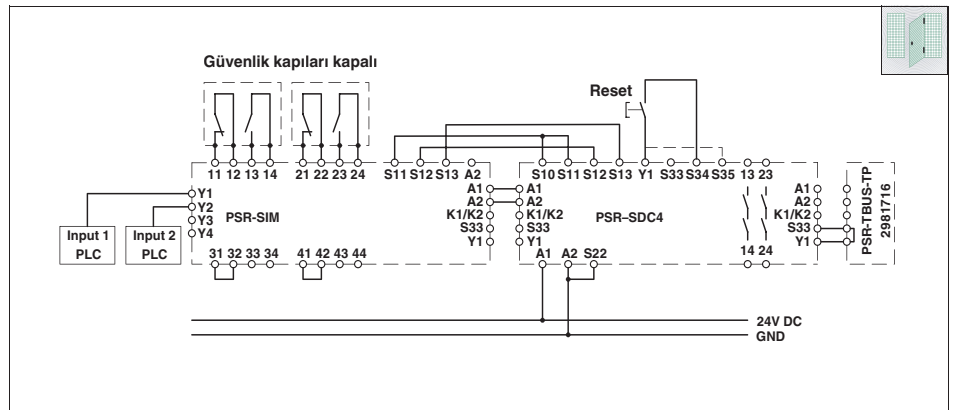 Güvenlik kapıları kapalı
Reset
11 12 13 14 21 22 23 24 S11 S12 S13 A2
S10 S11 S12 S13 Y1 S33 S34 S35 13 23
Y1
Y2
Y3
Y4
PSR-SIM
A1
A2
K1/K2
S33
Y1
A1
A2
K1/K2
S33
Y1
PSR–SDC4
A1
A2
K1/K2
S33
Y1
PSR-TBUS-TP
2981716
Input 1
PLC
Input 2
PLC
31 32 33 34 41 42 43 44
A1 A2 S22
14 24
24V DC
GND